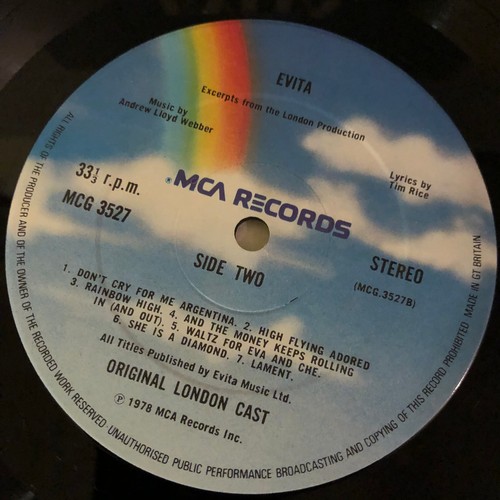 EVITA
Excerpts from the London Production
Music by
Andrew Lloyd Webber
Lyrics by
Tim Rice
33⅓ r.p.m.
MCG 3527
MCA RECORDS
SIDE TWO
STEREO
(MCG.3527B)
1. DON'T CRY FOR ME ARGENTINA. 2. HIGH FLYING ADORED
3. RAINBOW HIGH. 4. AND THE MONEY KEEPS ROLLING
IN (AND OUT). 5. WALTZ FOR EVA AND CHE.
6. SHE IS A DIAMOND. 7. LAMENT.
All Titles Published by Evita Music Ltd.
ORIGINAL LONDON CAST
℗ 1978 MCA Records Inc.
ALL RIGHTS OF THE PRODUCER AND OF THE OWNER OF THE RECORDED WORK RESERVED. UNAUTHORISED PUBLIC PERFORMANCE BROADCASTING AND COPYING OF THIS RECORD PROHIBITED MADE IN GT BRITAIN